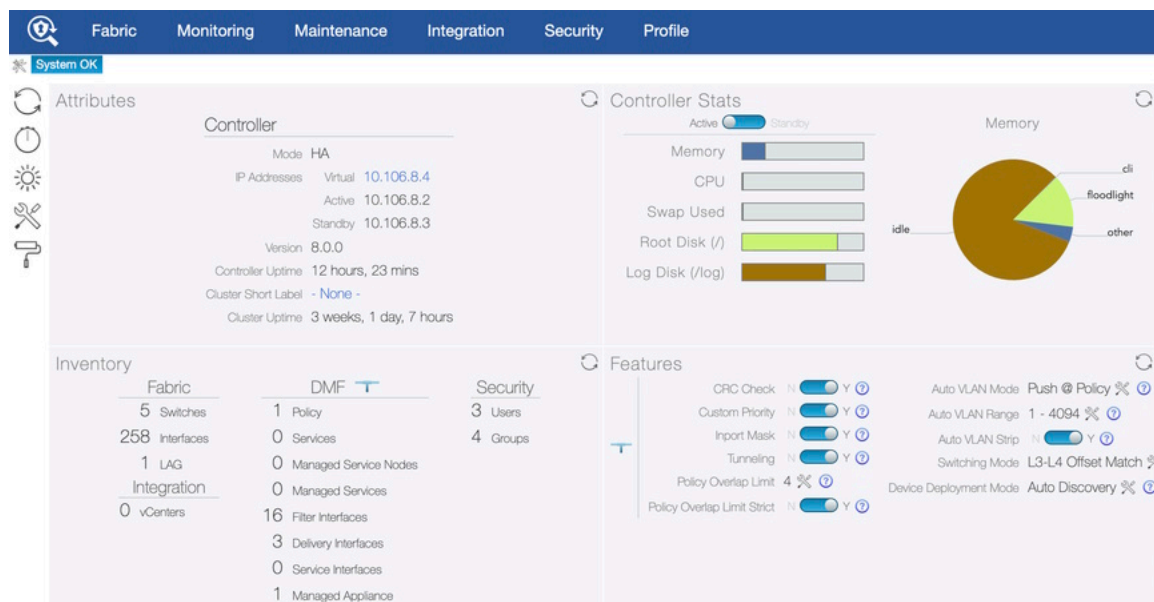 Fabric Monitoring Maintenance Integration Security Profile
System OK
Attributes
Controller
Mode HA
IP Addresses Virtual 10.106.8.4
Active 10.106.8.2
Standby 10.106.8.3
Version 8.0.0
Controller Uptime 12 hours, 23 mins
Cluster Short Label - None -
Cluster Uptime 3 weeks, 1 day, 7 hours
Controller Stats
Active Standby
Memory
CPU
Swap Used
Root Disk (/)
Log Disk (/log)
Memory
cli
floodlight
idle
other
Inventory
Fabric
5 Switches
258 Interfaces
1 LAG
Integration
0 vCenters
DMF
1 Policy
0 Services
0 Managed Service Nodes
0 Managed Services
16 Filter Interfaces
3 Delivery Interfaces
0 Service Interfaces
1 Managed Appliance
Security
3 Users
4 Groups
Features
CRC Check N Y ?
Custom Priority N Y ?
Inport Mask N Y ?
Tunneling N Y ?
Policy Overlap Limit 4 ?
Policy Overlap Limit Strict N Y ?
Auto VLAN Mode Push @ Policy ?
Auto VLAN Range 1 - 4094 ?
Auto VLAN Strip N Y ?
Switching Mode L3-L4 Offset Match
Device Deployment Mode Auto Discovery ?